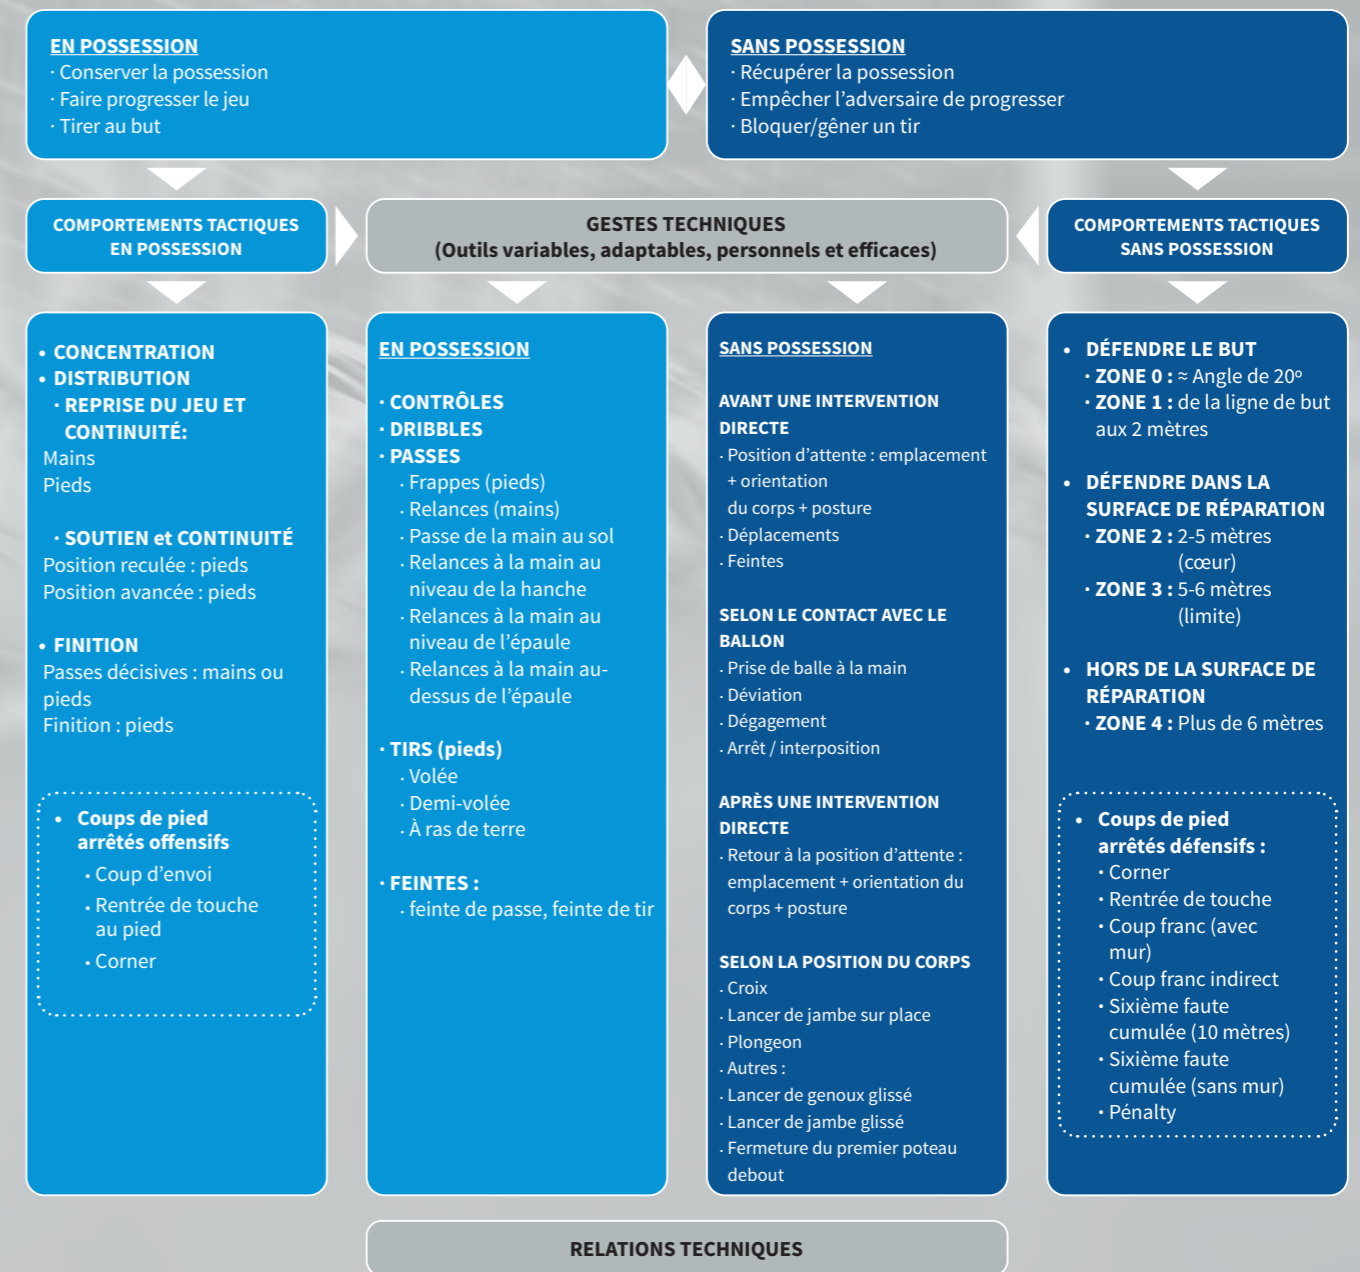 EN POSSESSION
· Conserver la possession
· Faire progresser le jeu
· Tirer au but
SANS POSSESSION
· Récupérer la possession
· Empêcher l’adversaire de progresser
· Bloquer/gêner un tir
COMPORTEMENTS TACTIQUES
EN POSSESSION
GESTES TECHNIQUES
(Outils variables, adaptables, personnels et efficaces)
COMPORTEMENTS TACTIQUES
SANS POSSESSION
• CONCENTRATION
• DISTRIBUTION
· REPRISE DU JEU ET
CONTINUITÉ:
Mains
Pieds
· SOUTIEN et CONTINUITÉ
Position reculée : pieds
Position avancée : pieds
• FINITION
Passes décisives : mains ou
pieds
Finition : pieds
• Coups de pied
arrêtés offensifs
· Coup d’envoi
· Rentrée de touche
au pied
· Corner
EN POSSESSION
· CONTRÔLES
· DRIBBLES
· PASSES
· Frappes (pieds)
· Relances (mains)
· Passe de la main au sol
· Relances à la main au
niveau de la hanche
· Relances à la main au
niveau de l’épaule
· Relances à la main au-
dessus de l’épaule
· TIRS (pieds)
· Volée
· Demi-volée
· À ras de terre
· FEINTES :
· feinte de passe, feinte de tir
SANS POSSESSION
AVANT UNE INTERVENTION
DIRECTE
· Position d’attente : emplacement
+ orientation
du corps + posture
· Déplacements
· Feintes
SELON LE CONTACT AVEC LE
BALLON
· Prise de balle à la main
· Déviation
· Dégagement
· Arrêt / interposition
APRÈS UNE INTERVENTION
DIRECTE
· Retour à la position d’attente :
emplacement + orientation du
corps + posture
SELON LA POSITION DU CORPS
· Croix
· Lancer de jambe sur place
· Plongeon
· Autres :
· Lancer de genoux glissé
· Lancer de jambe glissé
· Fermeture du premier poteau
debout
• DÉFENDRE LE BUT
· ZONE 0 : ≈ Angle de 20º
· ZONE 1 : de la ligne de but
aux 2 mètres
• DÉFENDRE DANS LA
SURFACE DE RÉPARATION
· ZONE 2 : 2-5 mètres
(cœur)
· ZONE 3 : 5-6 mètres
(limite)
• HORS DE LA SURFACE DE
RÉPARATION
· ZONE 4 : Plus de 6 mètres
• Coups de pied
arrêtés défensifs :
· Corner
· Rentrée de touche
· Coup franc (avec
mur)
· Coup franc indirect
· Sixième faute
cumulée (10 mètres)
· Sixième faute
cumulée (sans mur)
· Pénalty
RELATIONS TECHNIQUES